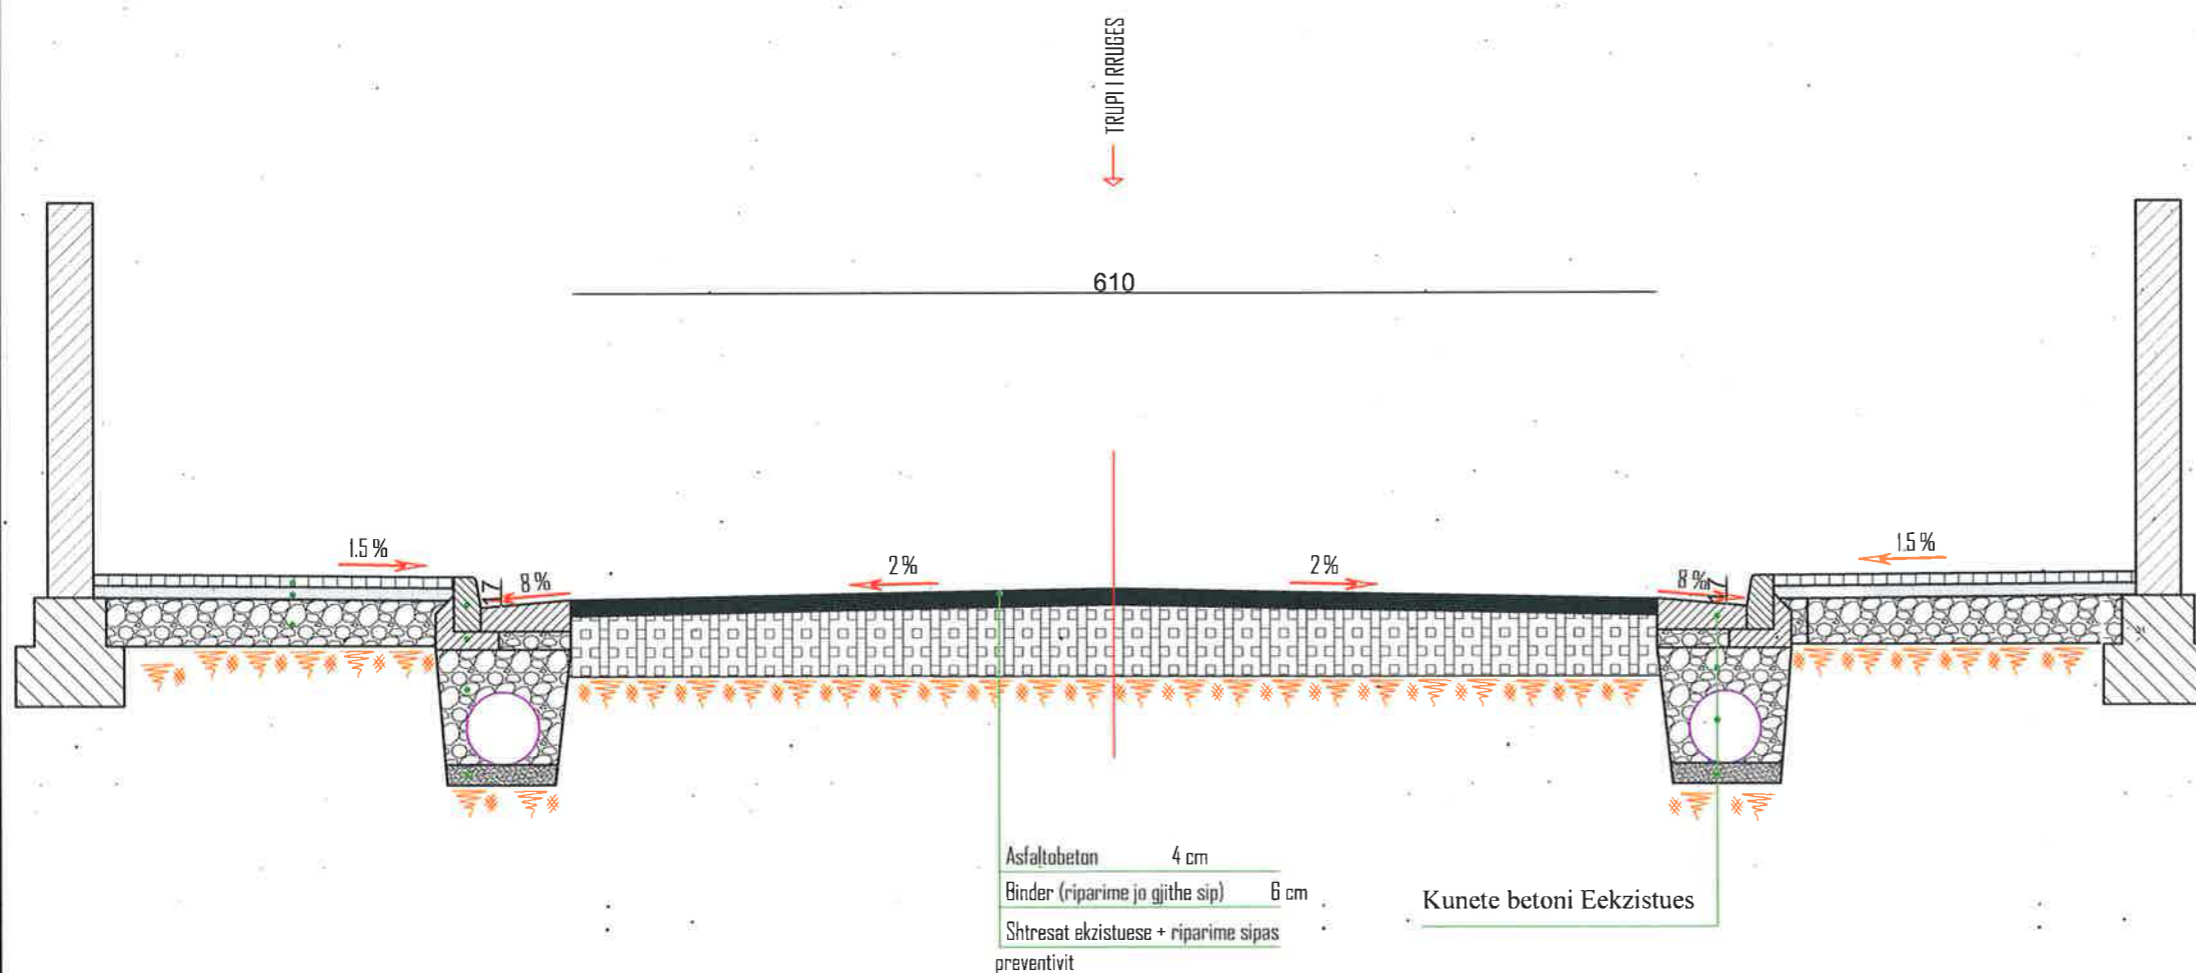 TRUPI I RRUGES
610
1.5 %
17
8 %
2 %
2 %
8 %
17
1.5 %
Asfaltobeton 4 cm
Binder (riparime jo gjithe sip) 6 cm
Shtresat ekzistuese + riparime sipas
preventivit
Kunete betoni Eekzistues